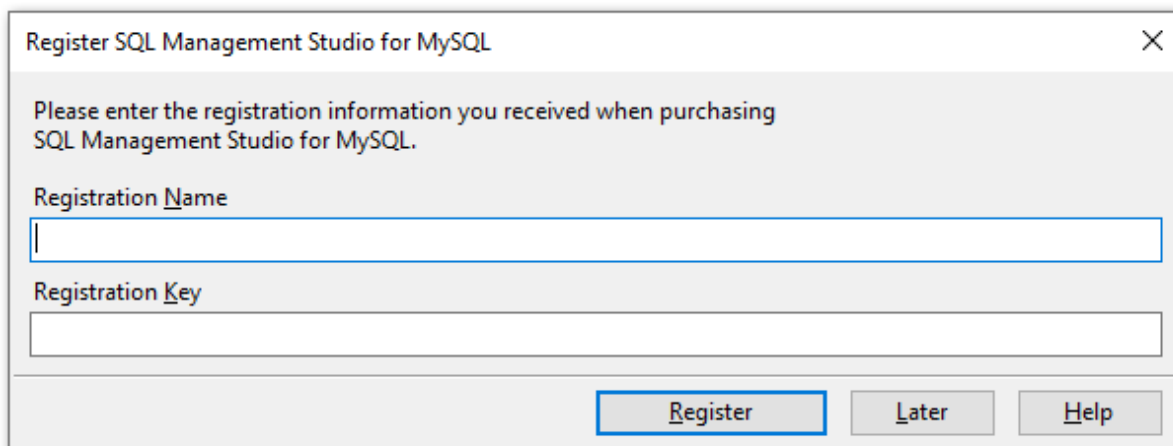 Register SQL Management Studio for MySQL
Please enter the registration information you received when purchasing
SQL Management Studio for MySQL.
Registration Name
Registration Key
Register Later Help